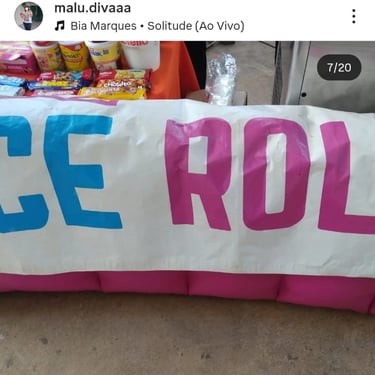 malu.divaaa
Bia Marques • Solitude (Ao Vivo)
7/20
CE ROL